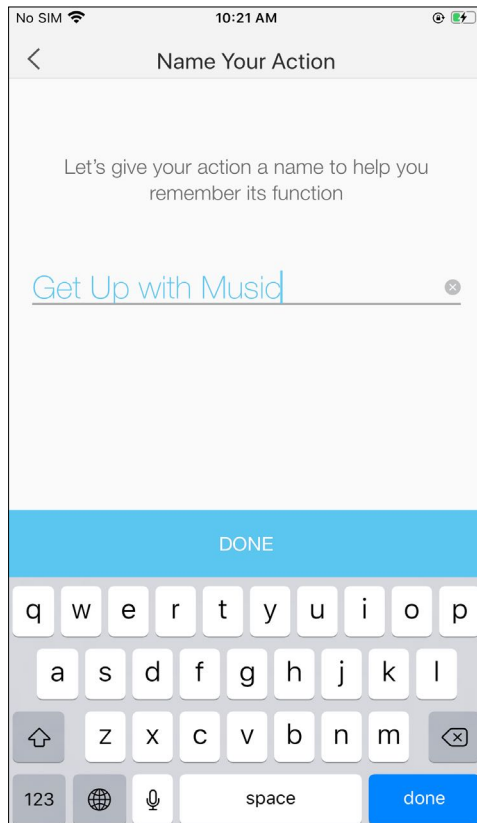 No SIM 10:21 AM
Name Your Action
Let's give your action a name to help you
remember its function
Get Up with Music
DONE
q w e r t y u i o p
a s d f g h j k l
z x c v b n m
123 space done